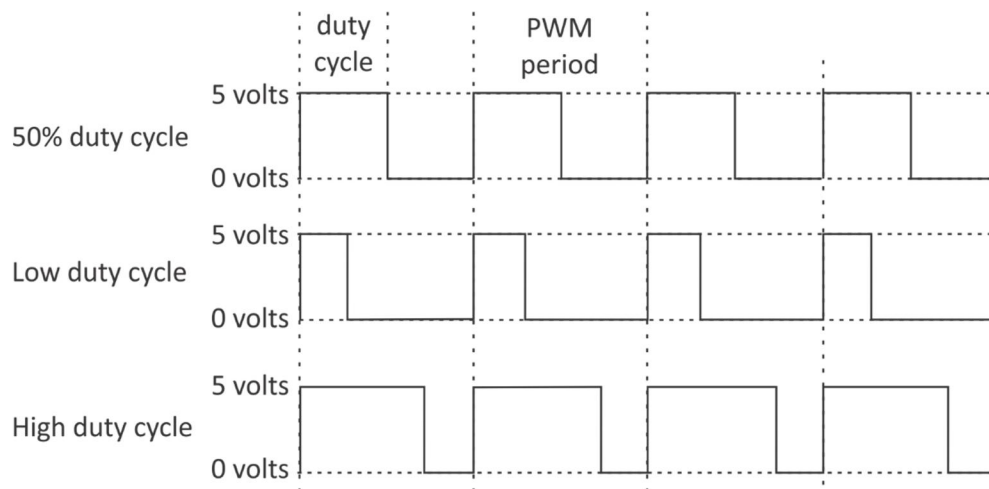 duty
cycle
PWM
period
5 volts
50% duty cycle
0 volts
5 volts
Low duty cycle
0 volts
5 volts
High duty cycle
0 volts